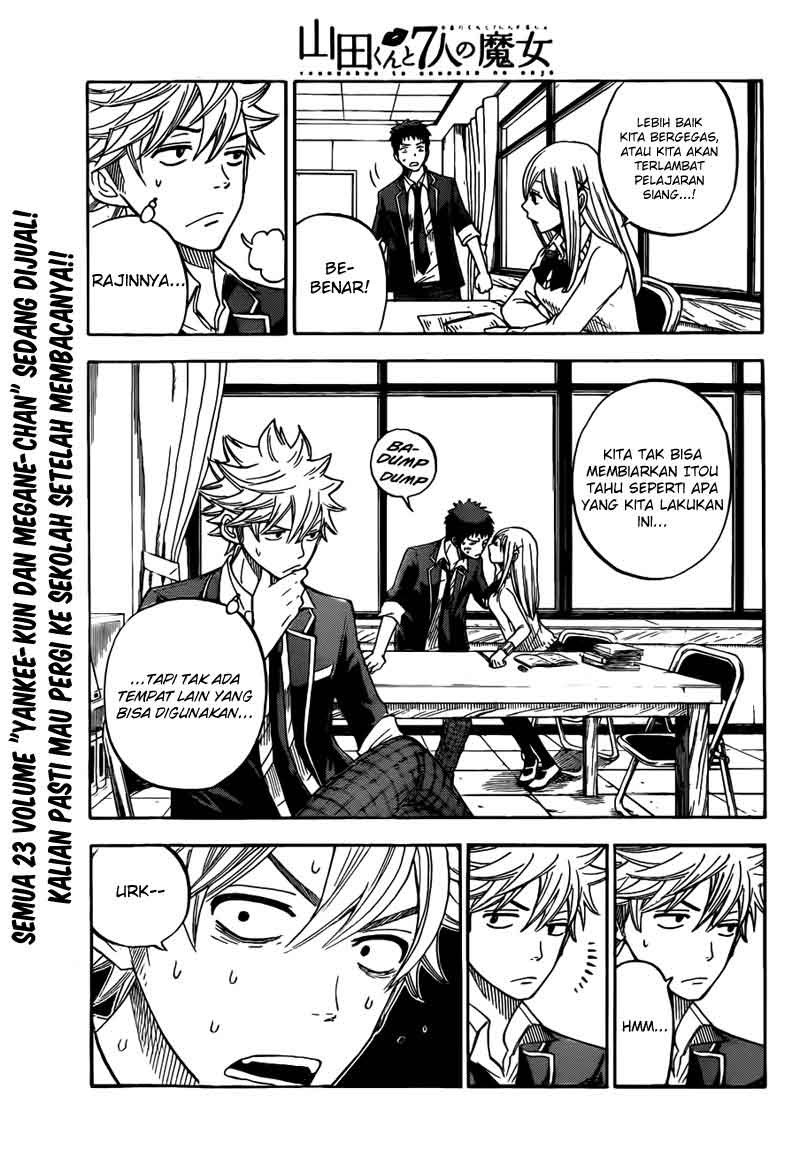 山田くんと7人の魔女
LEBIH BAIK
KITA BERGEGAS,
ATAU KITA AKAN
TERLAMBAT
PELAJARAN
SIANG...!
BE-
BENAR!
RAJINNYA...
KITA TAK BISA
MEMBIARKAN ITOU
TAHU SEPERTI APA
YANG KITA LAKUKAN
INI...
BA-
DUMP
DUMP
...TAPI TAK ADA
TEMPAT LAIN YANG
BISA DIGUNAKAN...
HMM...
URK--
SEMUA 23 VOLUME "YANKEE-KUN DAN MEGANE-CHAN" SEDANG DIJUAL!
KALIAN PASTI MAU PERGI KE SEKOLAH SETELAH MEMBACANYA!!